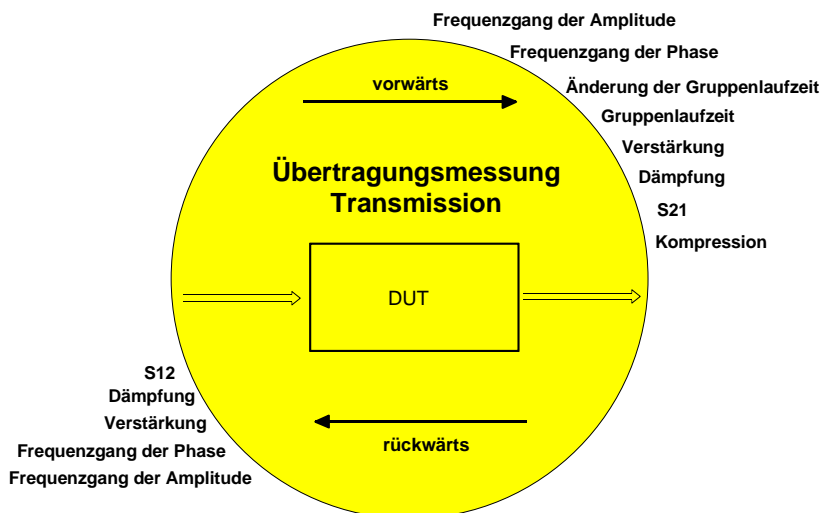 Frequenzgang der Amplitude
Frequenzgang der Phase
vorwärts
Änderung der Gruppenlaufzeit
Gruppenlaufzeit
Verstärkung
Übertragungsmessung
Dämpfung
Transmission
S21
Kompression
DUT
S12
Dämpfung
Verstärkung
rückwärts
Frequenzgang der Phase
Frequenzgang der Amplitude